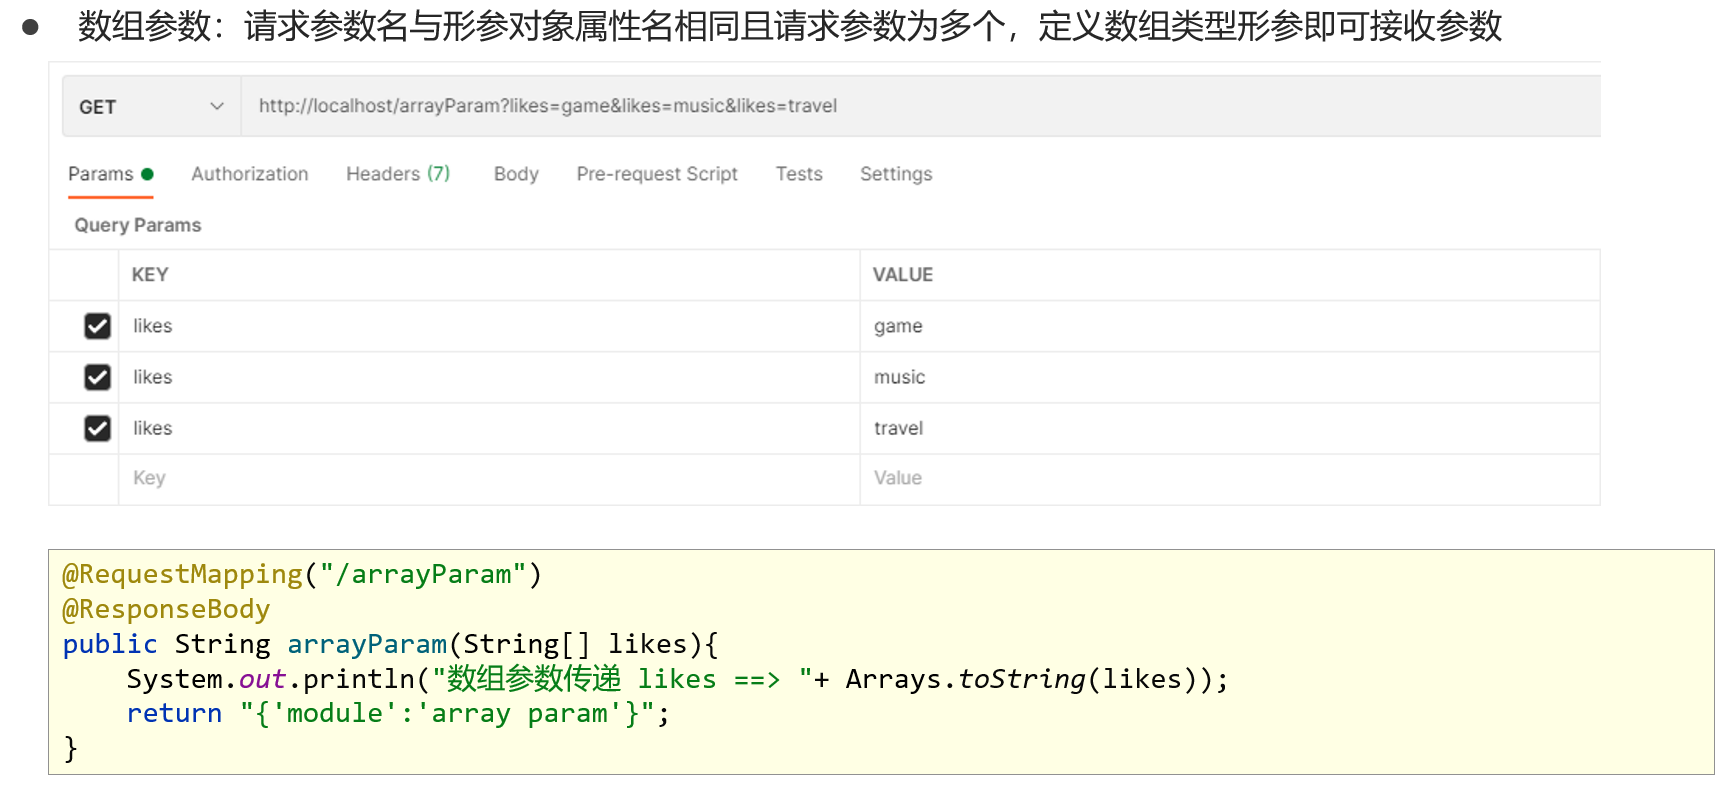 ● 数组参数：请求参数名与形参对象属性名相同且请求参数为多个，定义数组类型形参即可接收参数
GET http://localhost/arrayParam?likes=game&likes=music&likes=travel
Params Authorization Headers (7) Body Pre-request Script Tests Settings
Query Params
KEY VALUE
likes game
likes music
likes travel
Key Value
@RequestMapping("/arrayParam")
@ResponseBody
public String arrayParam(String[] likes){
    System.out.println("数组参数传递 likes ==> "+ Arrays.toString(likes));
    return "{'module':'array param'}";
}